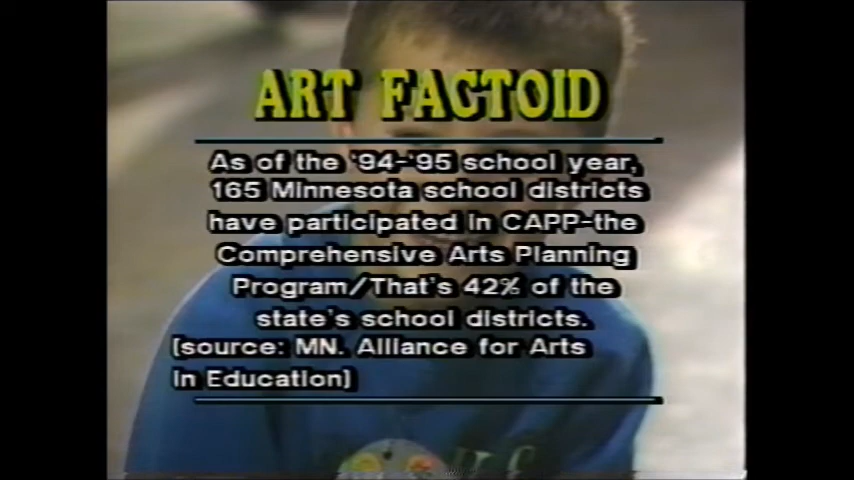 ART FACTOID
As of the '94-'95 school year,
165 Minnesota school districts
have participated in CAPP-the
Comprehensive Arts Planning
Program/That's 42% of the
state's school districts.
[source: MN. Alliance for Arts
in Education]